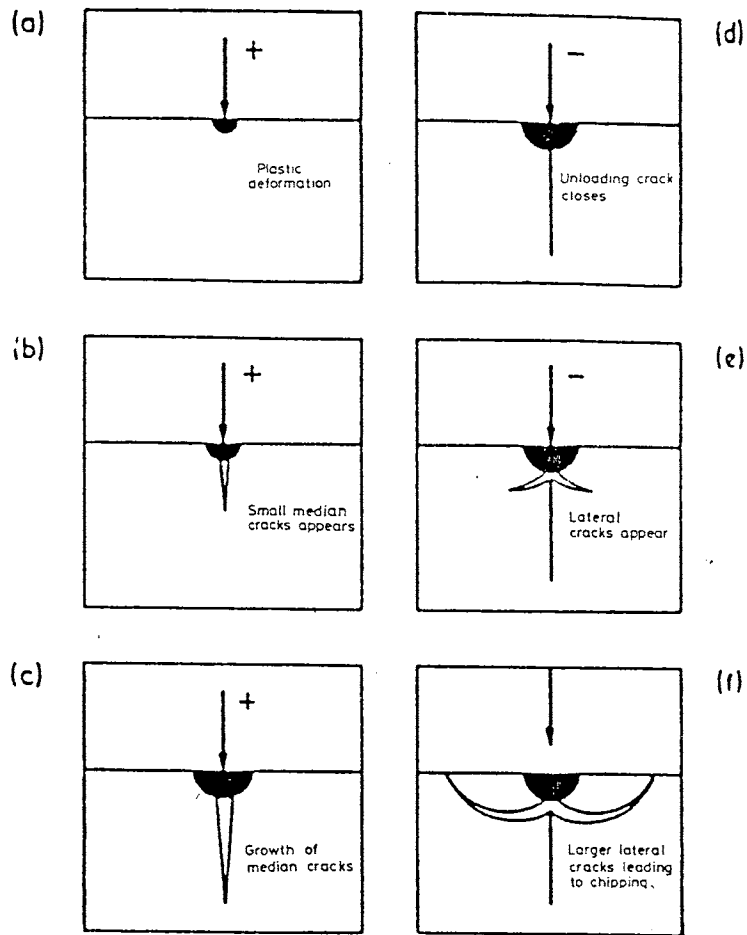 (a)
+
Plastic
deformation
(b)
+
Small median
cracks appears
(c)
+
Growth of
median cracks
(d)
−
Unloading crack
closes
(e)
−
Lateral
cracks appear
(f)
Larger lateral
cracks leading
to chipping.